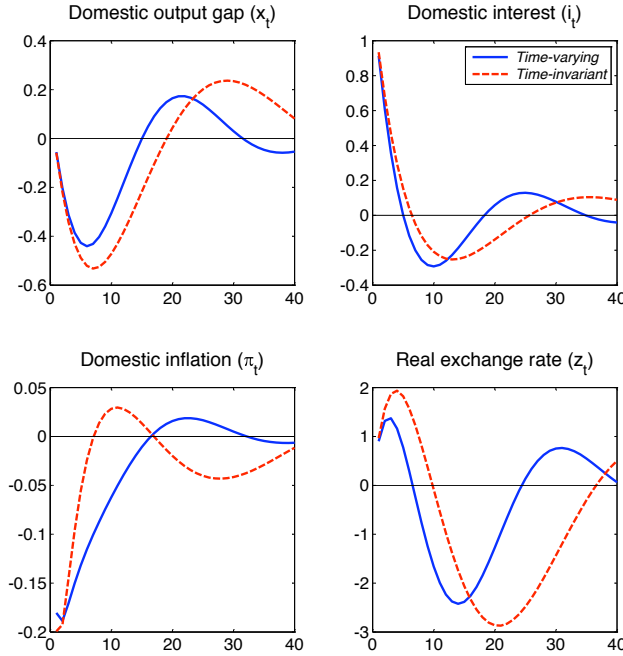 Domestic output gap (x_t)
0.4
0.2
0
-0.2
-0.4
-0.6
0 10 20 30 40
Domestic interest (i_t)
Time-varying
Time-invariant
1
0.8
0.6
0.4
0.2
0
-0.2
-0.4
0 10 20 30 40
Domestic inflation (π_t)
0.05
0
-0.05
-0.1
-0.15
-0.2
0 10 20 30 40
Real exchange rate (z_t)
2
1
0
-1
-2
-3
0 10 20 30 40